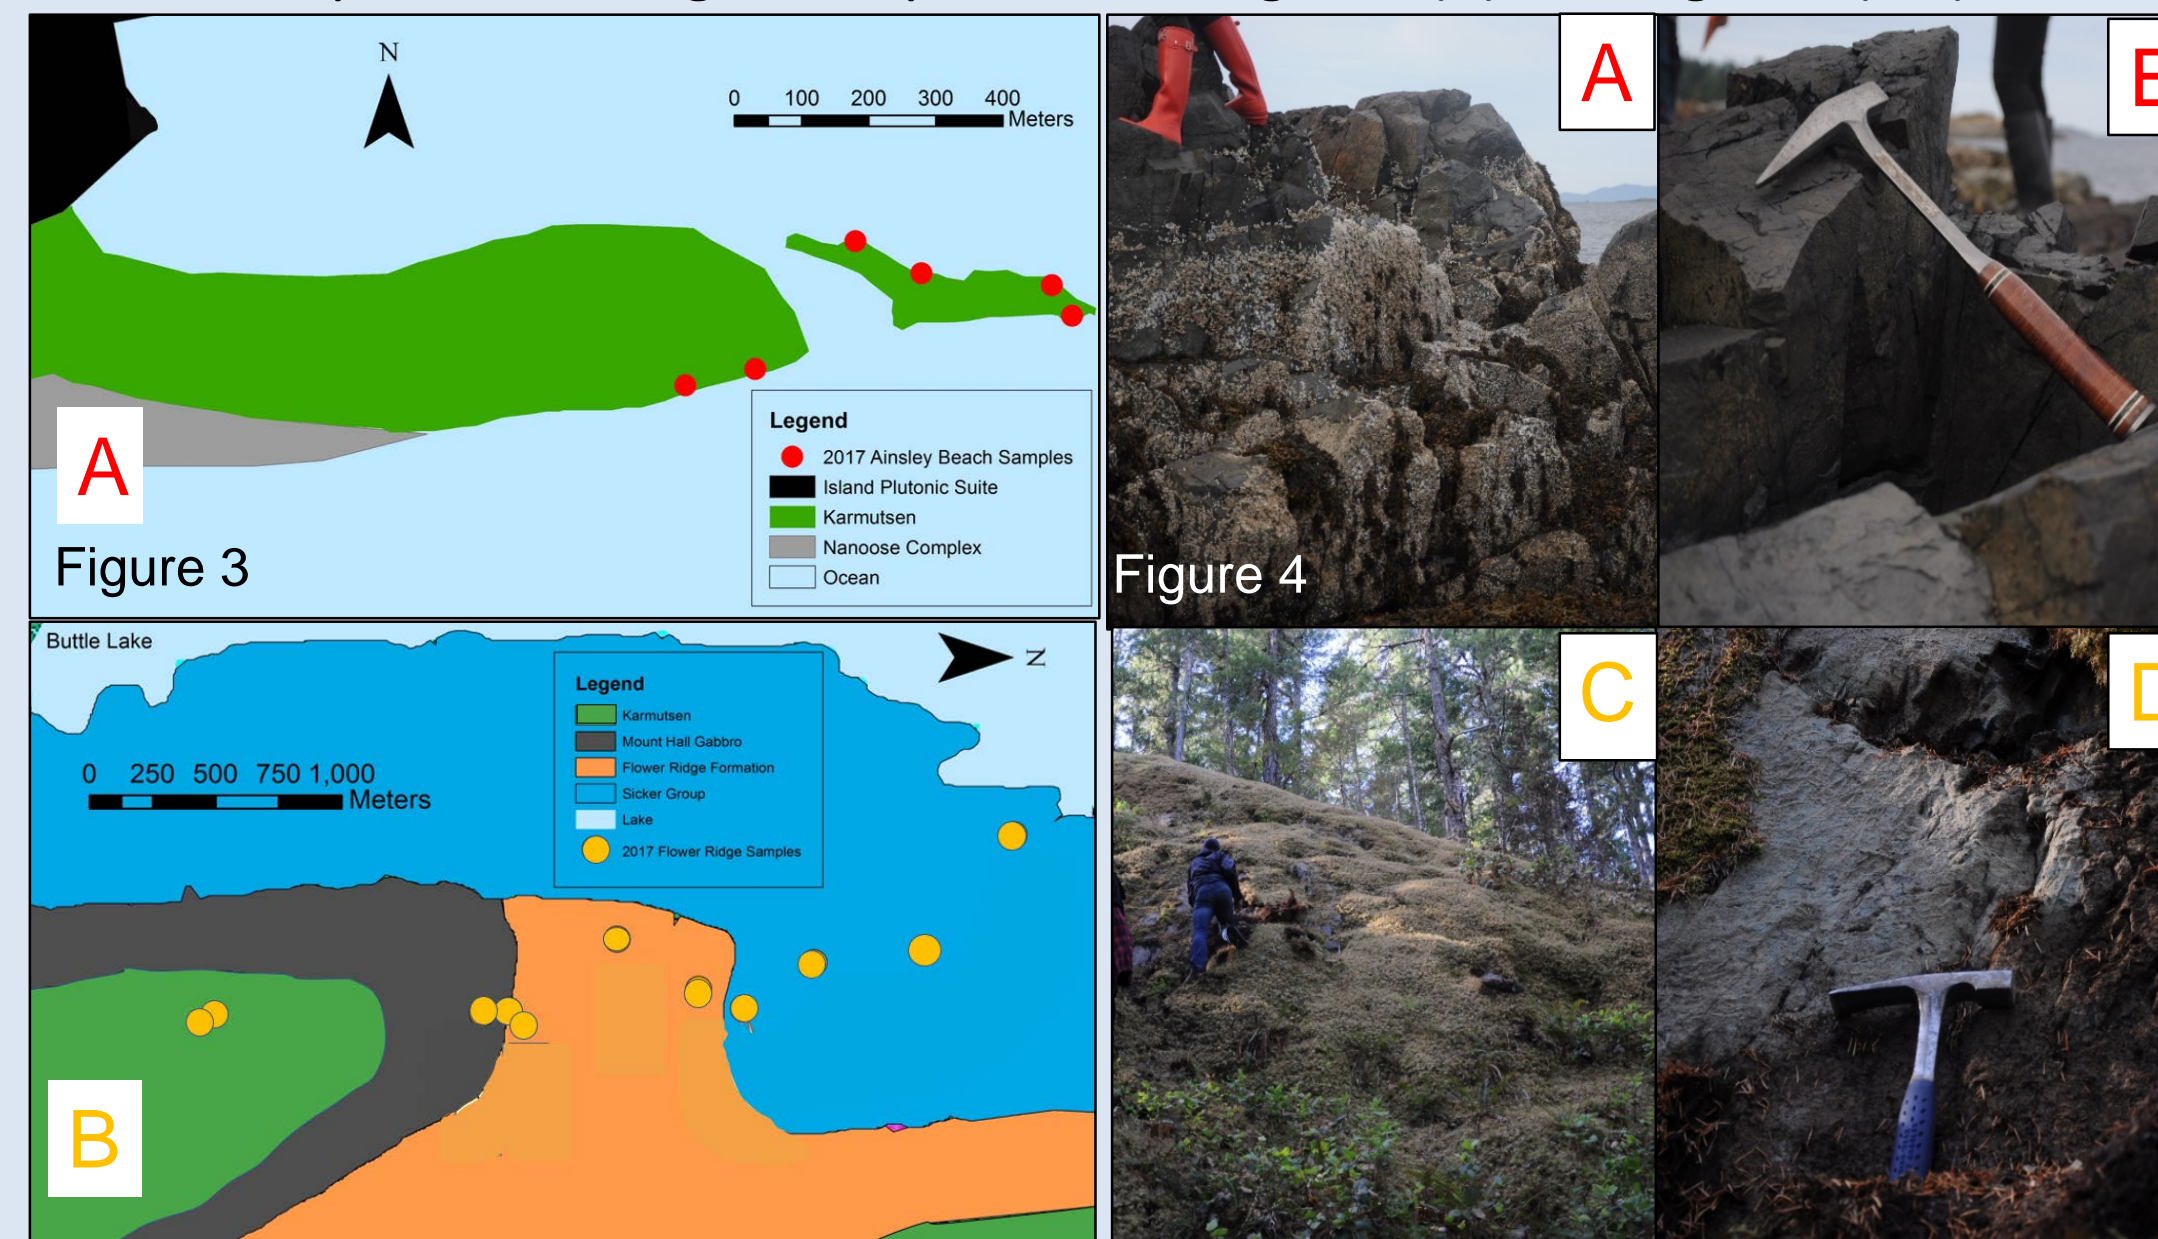 N
0 100 200 300 400
Meters
Legend
2017 Ainsley Beach Samples
Island Plutonic Suite
Karmutsen
Nanoose Complex
Ocean
A
Figure 3
A
Figure 4
Buttle Lake
N
Legend
Karmutsen
Mount Hall Gabbro
Flower Ridge Formation
Sicker Group
Lake
2017 Flower Ridge Samples
0 250 500 750 1,000
Meters
B
C